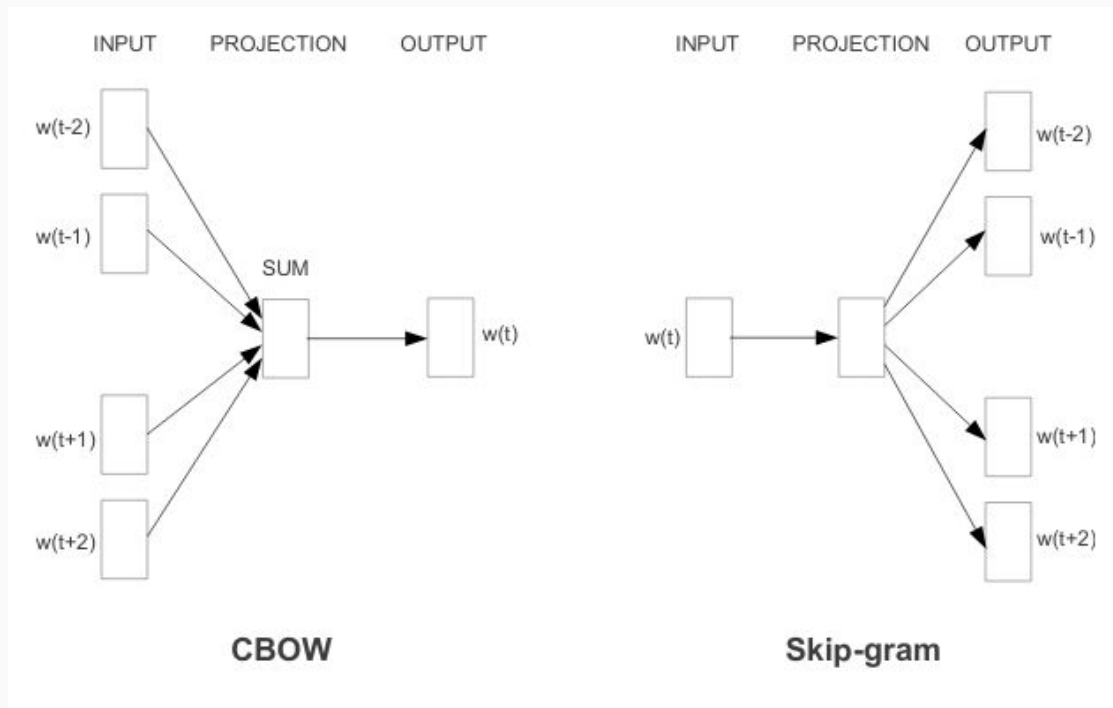 INPUT PROJECTION OUTPUT
w(t-2)
w(t-1)
SUM
w(t)
w(t+1)
w(t+2)
CBOW
INPUT PROJECTION OUTPUT
w(t-2)
w(t-1)
w(t)
w(t+1)
w(t+2)
Skip-gram